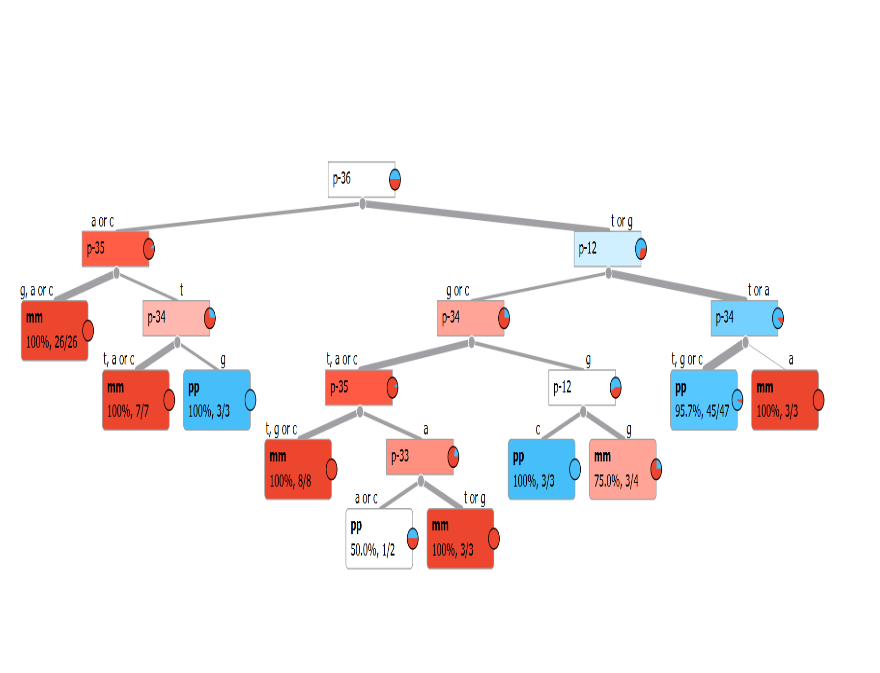 p-36
a or c
t or g
p-35
p-12
g, a or c
t
g or c
t or a
mm
100%, 26/26
p-34
p-34
p-34
t, a or c
g
t, a or c
g
t, g or c
a
mm
100%, 7/7
pp
100%, 3/3
p-35
p-12
pp
95.7%, 45/47
mm
100%, 3/3
t, g or c
a
c
g
mm
100%, 8/8
p-33
pp
100%, 3/3
mm
75.0%, 3/4
a or c
t or g
pp
50.0%, 1/2
mm
100%, 3/3